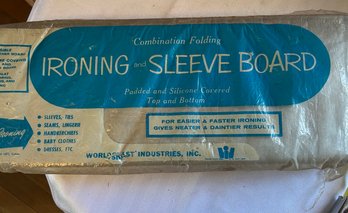 Combination Folding
IRONING and SLEEVE BOARD
Padded and Silicone Covered
Top and Bottom
Ironing
SLEEVES, TIES
SEAMS, LINGERIE
HANDKERCHIEFS
BABY CLOTHES
DRESSES, ETC.
FOR EASIER & FASTER IRONING
GIVES NEATER & DAINTIER RESULTS
INDUSTRIES, INC.